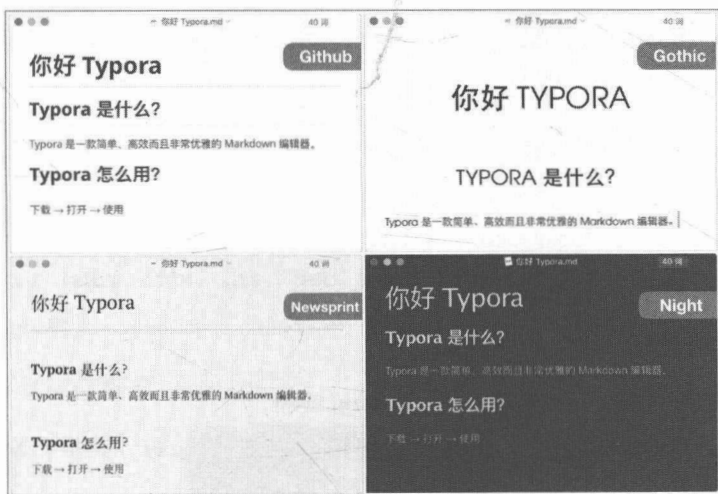 你好 Typora.md
40 词
Github
你好 Typora
Typora 是什么?
Typora 是一款简单、高效而且非常优雅的 Markdown 编辑器。
Typora 怎么用?
下载 → 打开 → 使用
你好 Typora.md
40 词
Gothic
你好 TYPORA
TYPORA 是什么?
Typora 是一款简单、高效而且非常优雅的 Markdown 编辑器。
你好 Typora.md
40 词
Newsprint
你好 Typora
Typora 是什么?
Typora 是一款简单、高效而且非常优雅的 Markdown 编辑器。
Typora 怎么用?
下载 → 打开 → 使用
你好 Typora.md
40 词
Night
你好 Typora
Typora 是什么?
Typora 是一款简单、高效而且非常优雅的 Markdown 编辑器。
Typora 怎么用?
下载 → 打开 → 使用